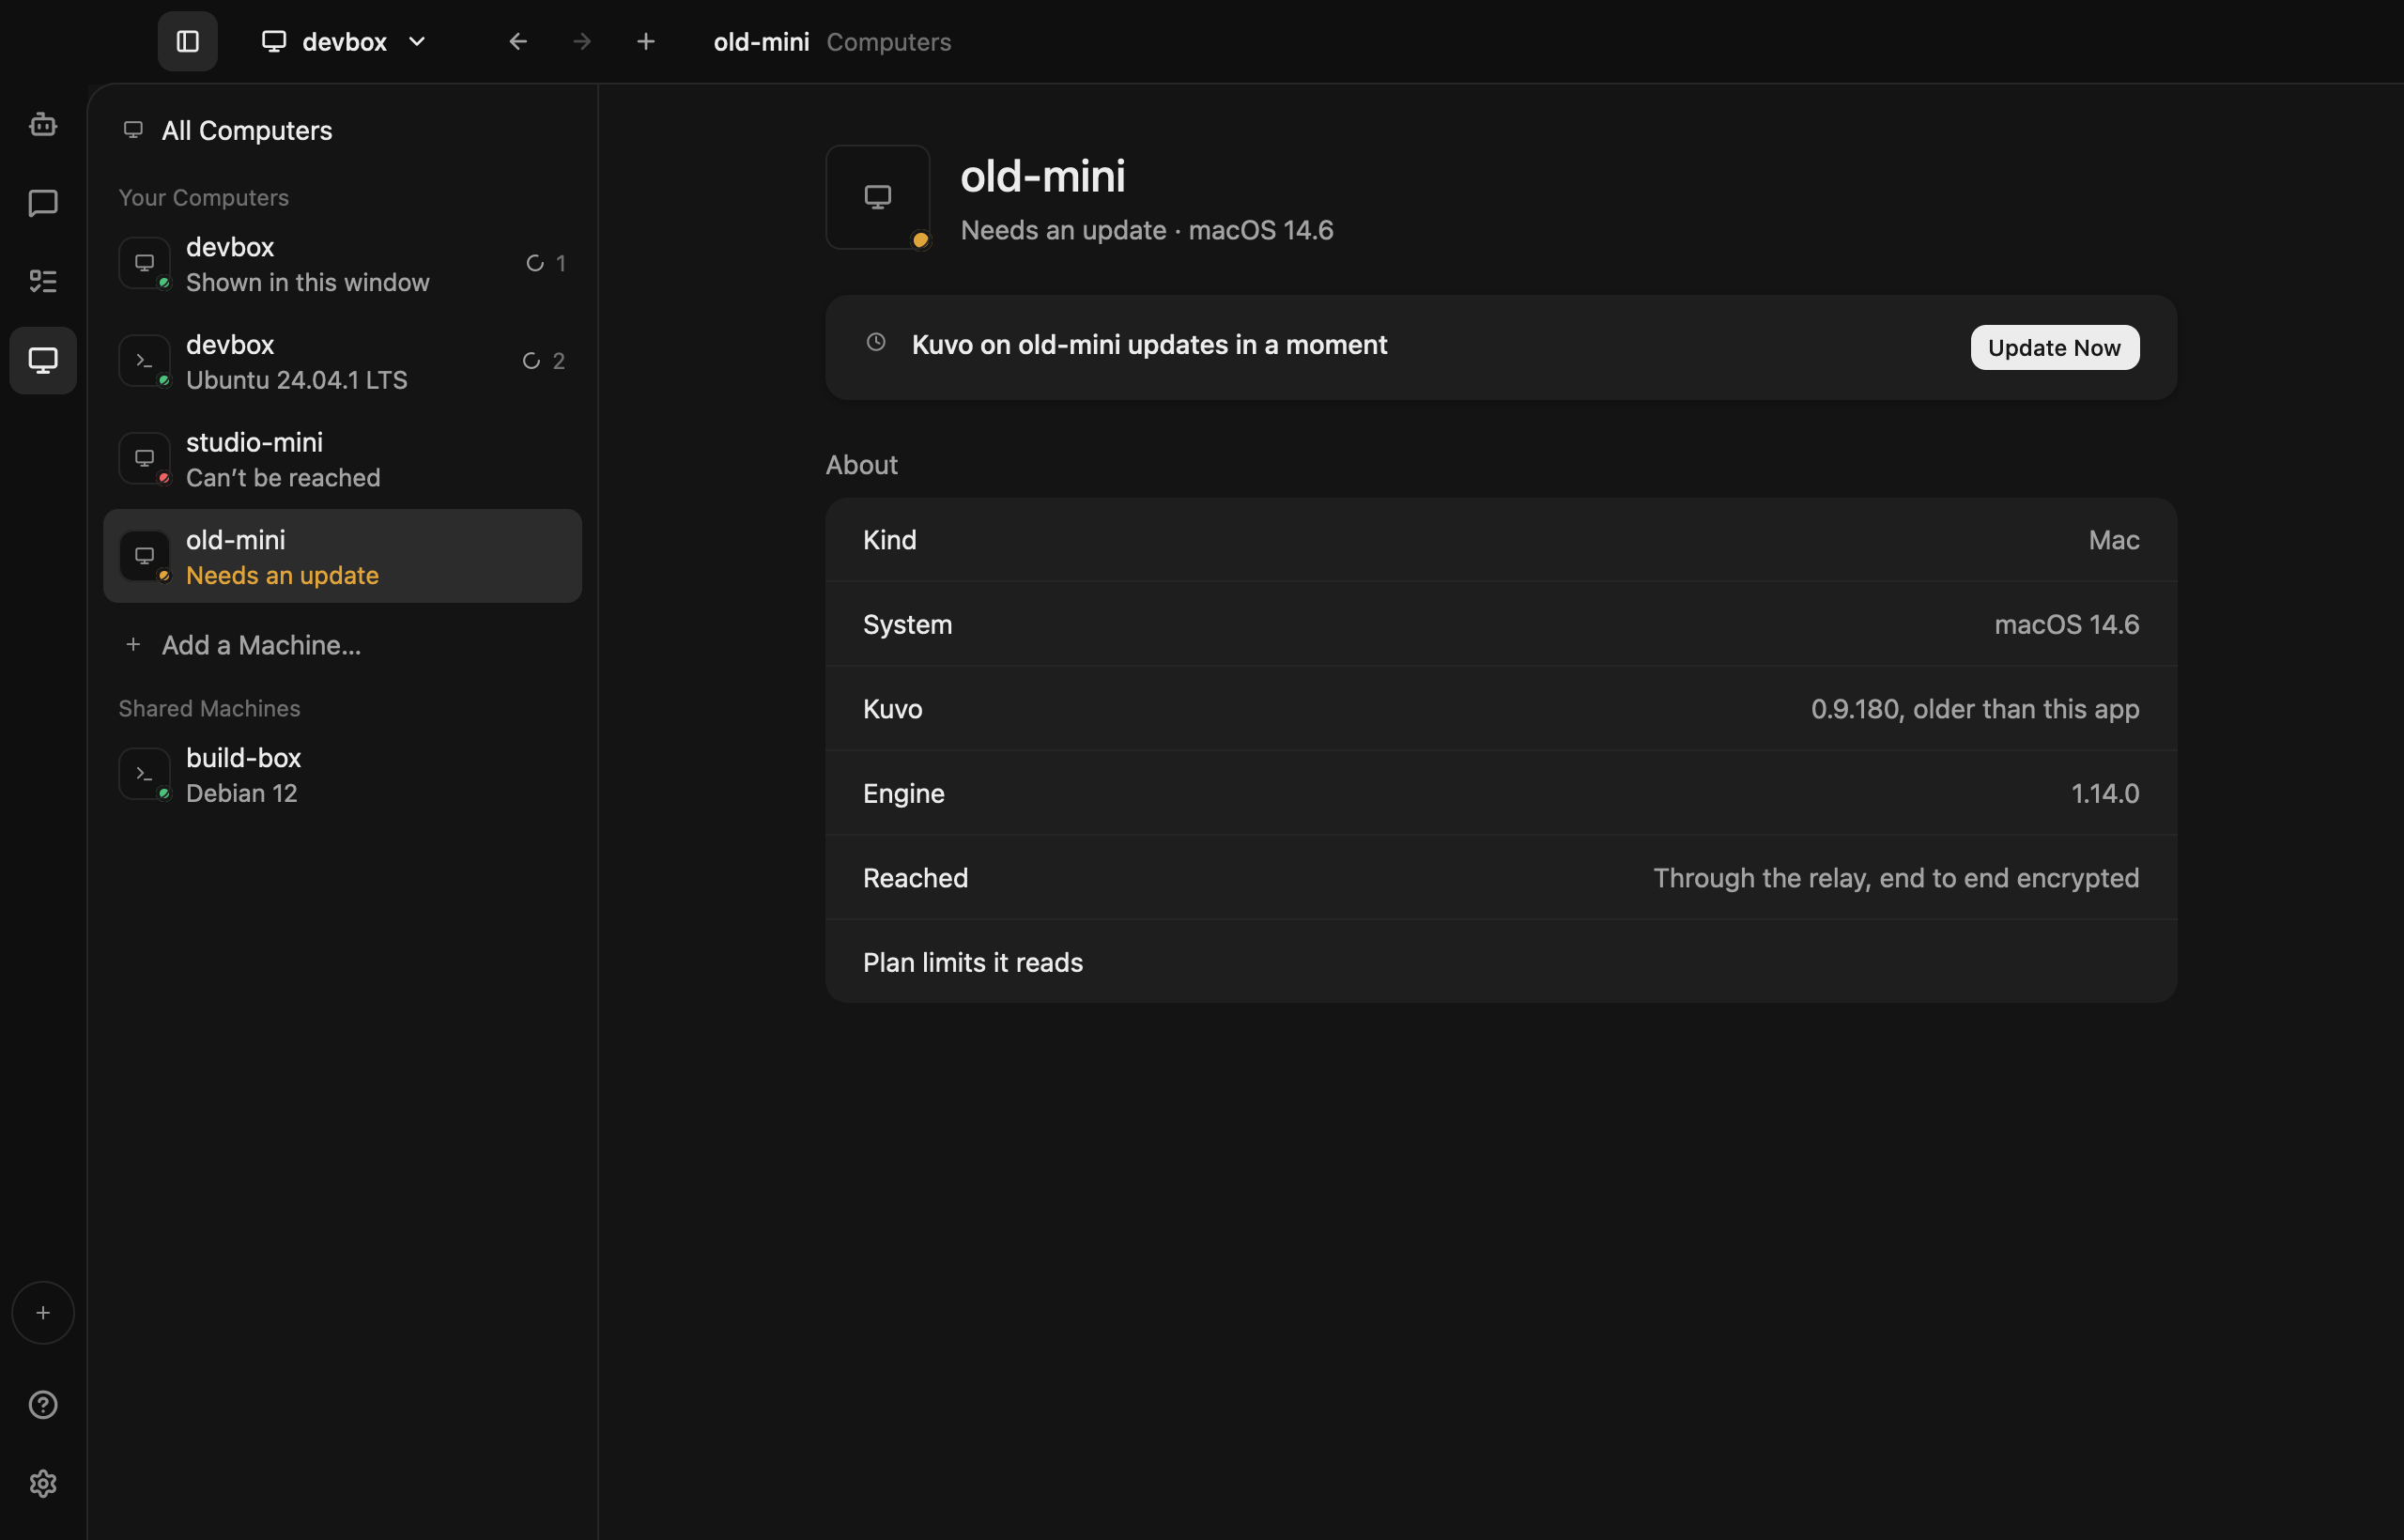 devbox
old-mini Computers
All Computers
Your Computers
devbox
Shown in this window
1
devbox
Ubuntu 24.04.1 LTS
2
studio-mini
Can’t be reached
old-mini
Needs an update
Add a Machine...
Shared Machines
build-box
Debian 12
old-mini
Needs an update · macOS 14.6
Kuvo on old-mini updates in a moment
Update Now
About
Kind
Mac
System
macOS 14.6
Kuvo
0.9.180, older than this app
Engine
1.14.0
Reached
Through the relay, end to end encrypted
Plan limits it reads